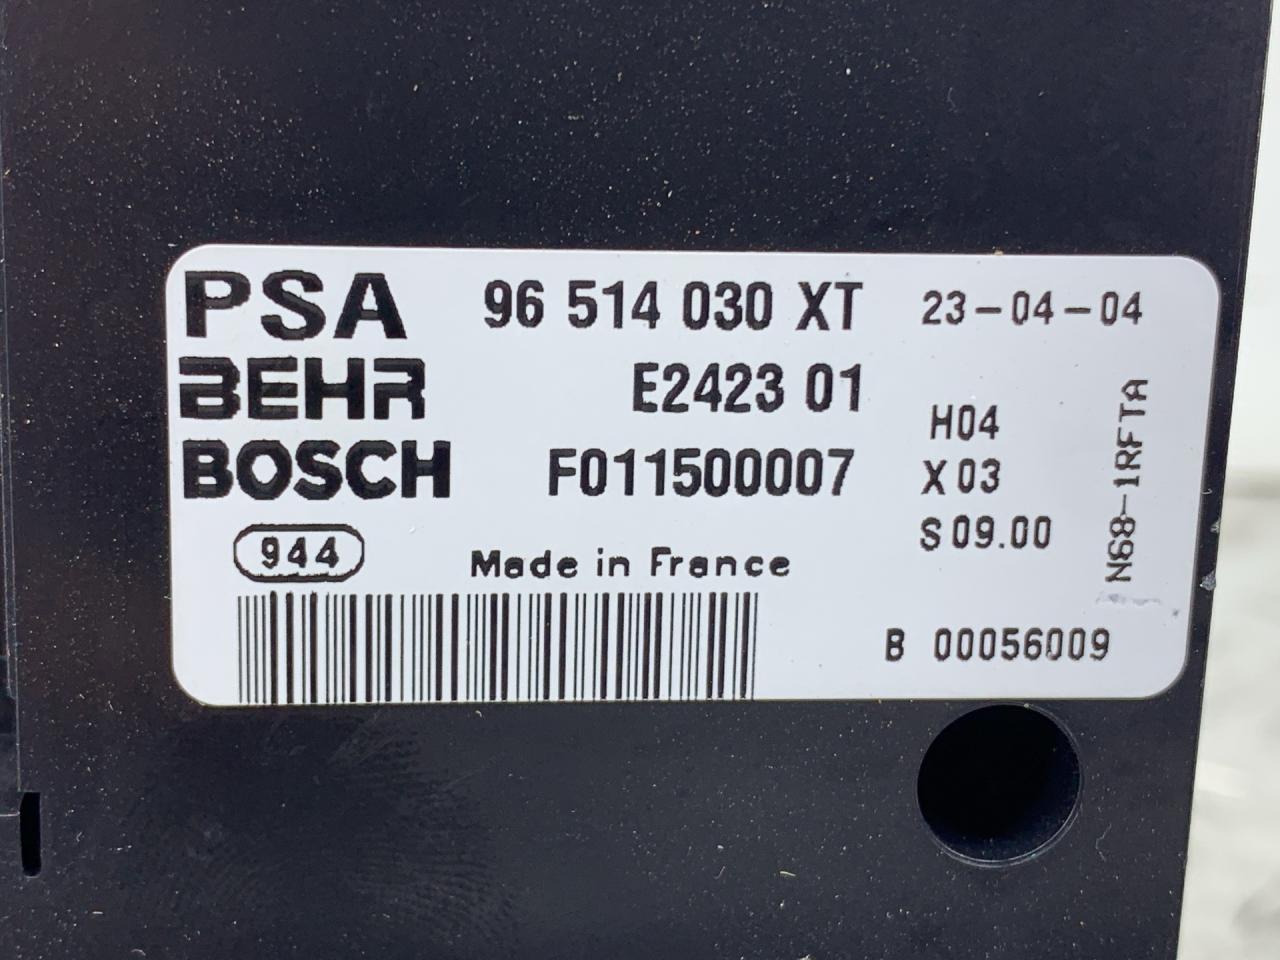 PSA 96 514 030 XT 23-04-04
BEHR E2423 01
H04
BOSCH F011500007
X 03
S 09.00
944
Made in France
N68-1RFTA
B 00056009